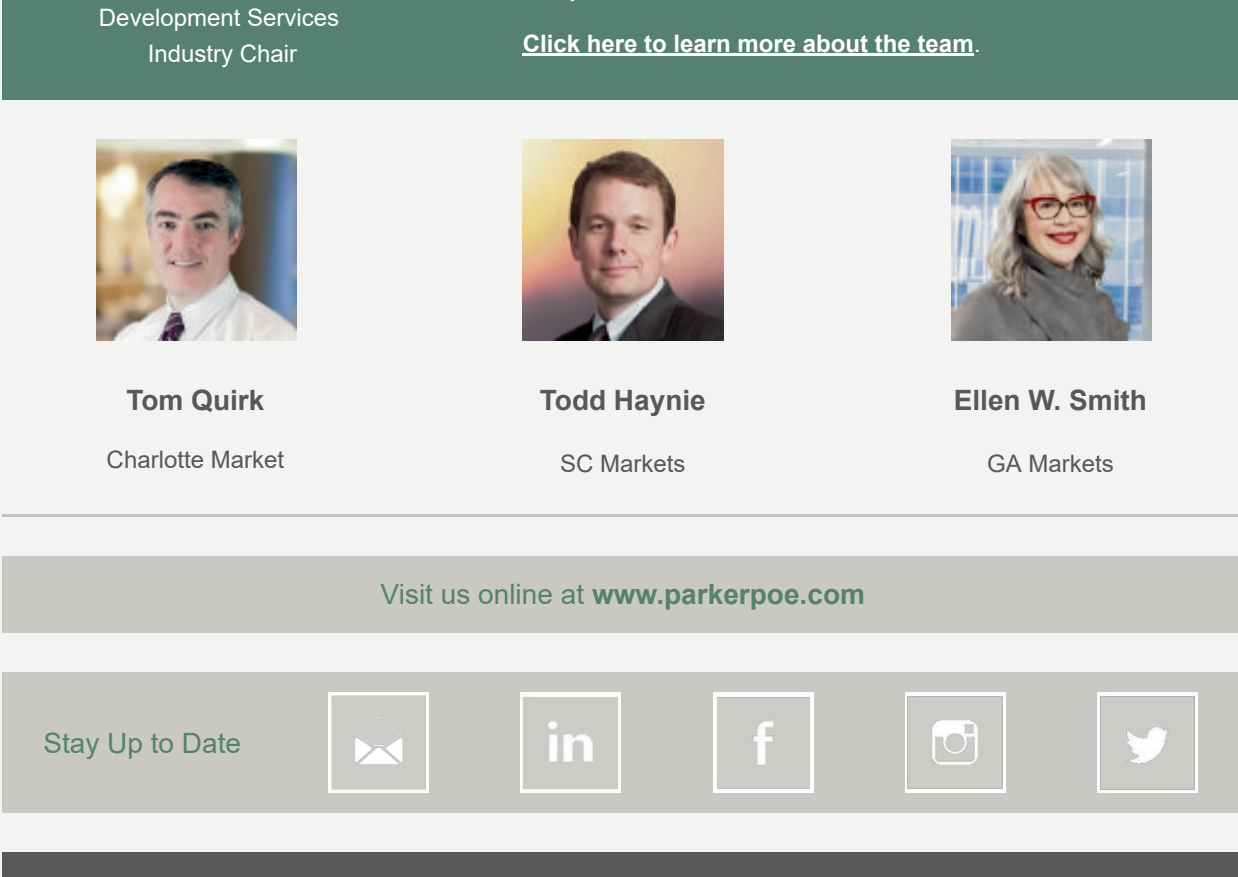 Development Services
Industry Chair
Click here to learn more about the team.
Tom Quirk
Charlotte Market
Todd Haynie
SC Markets
Ellen W. Smith
GA Markets
Visit us online at www.parkerpoe.com
Stay Up to Date
in
f